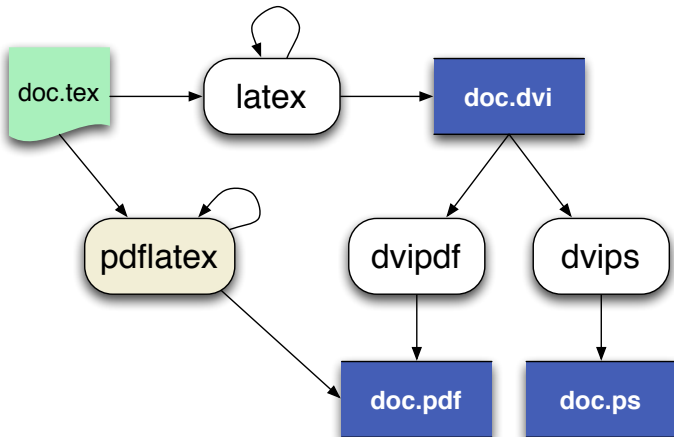 doc.tex
latex
doc.dvi
pdflatex
dvipdf
dvips
doc.pdf
doc.ps